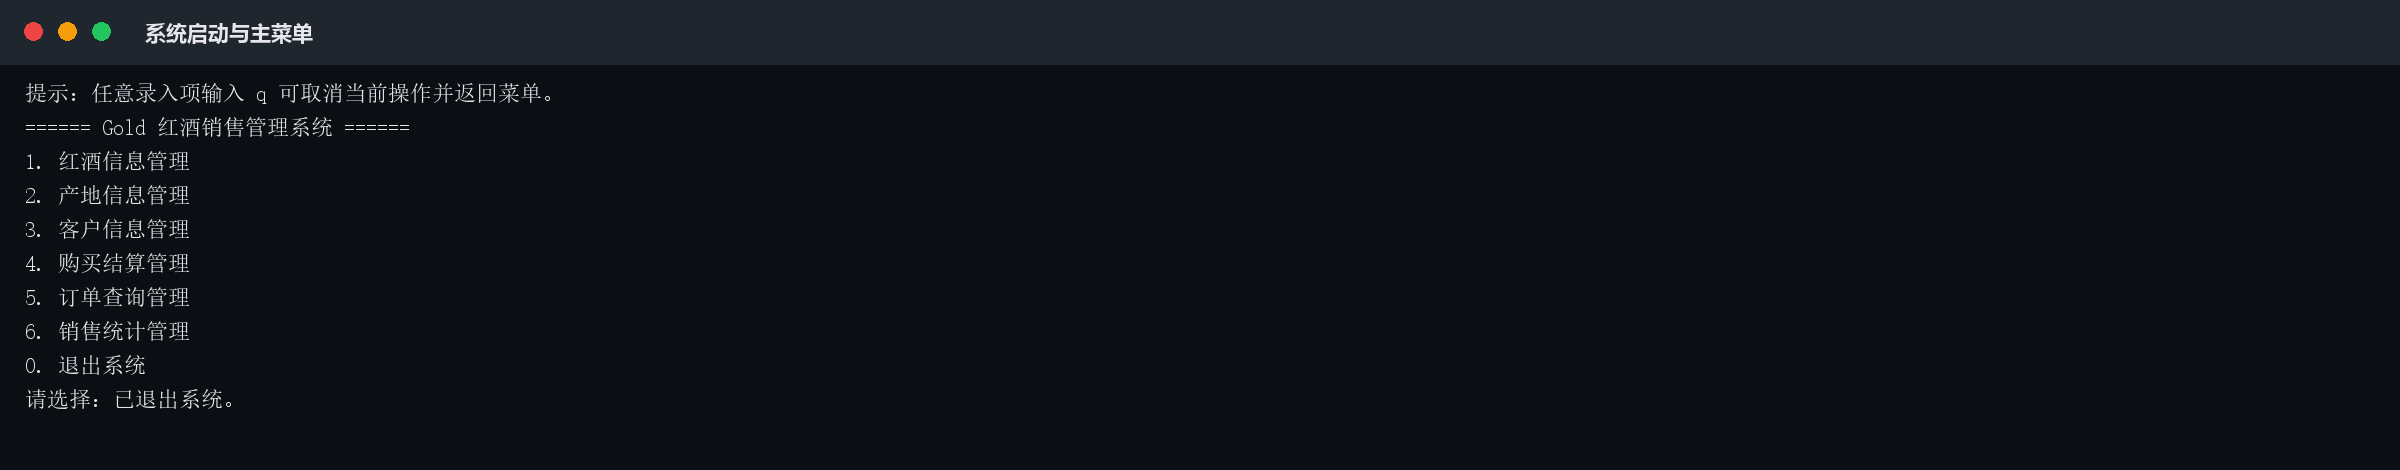 系统启动与主菜单
提示：任意录入项输入 q 可取消当前操作并返回菜单。
====== Gold 红酒销售管理系统 ======
1. 红酒信息管理
2. 产地信息管理
3. 客户信息管理
4. 购买结算管理
5. 订单查询管理
6. 销售统计管理
0. 退出系统
请选择：已退出系统。